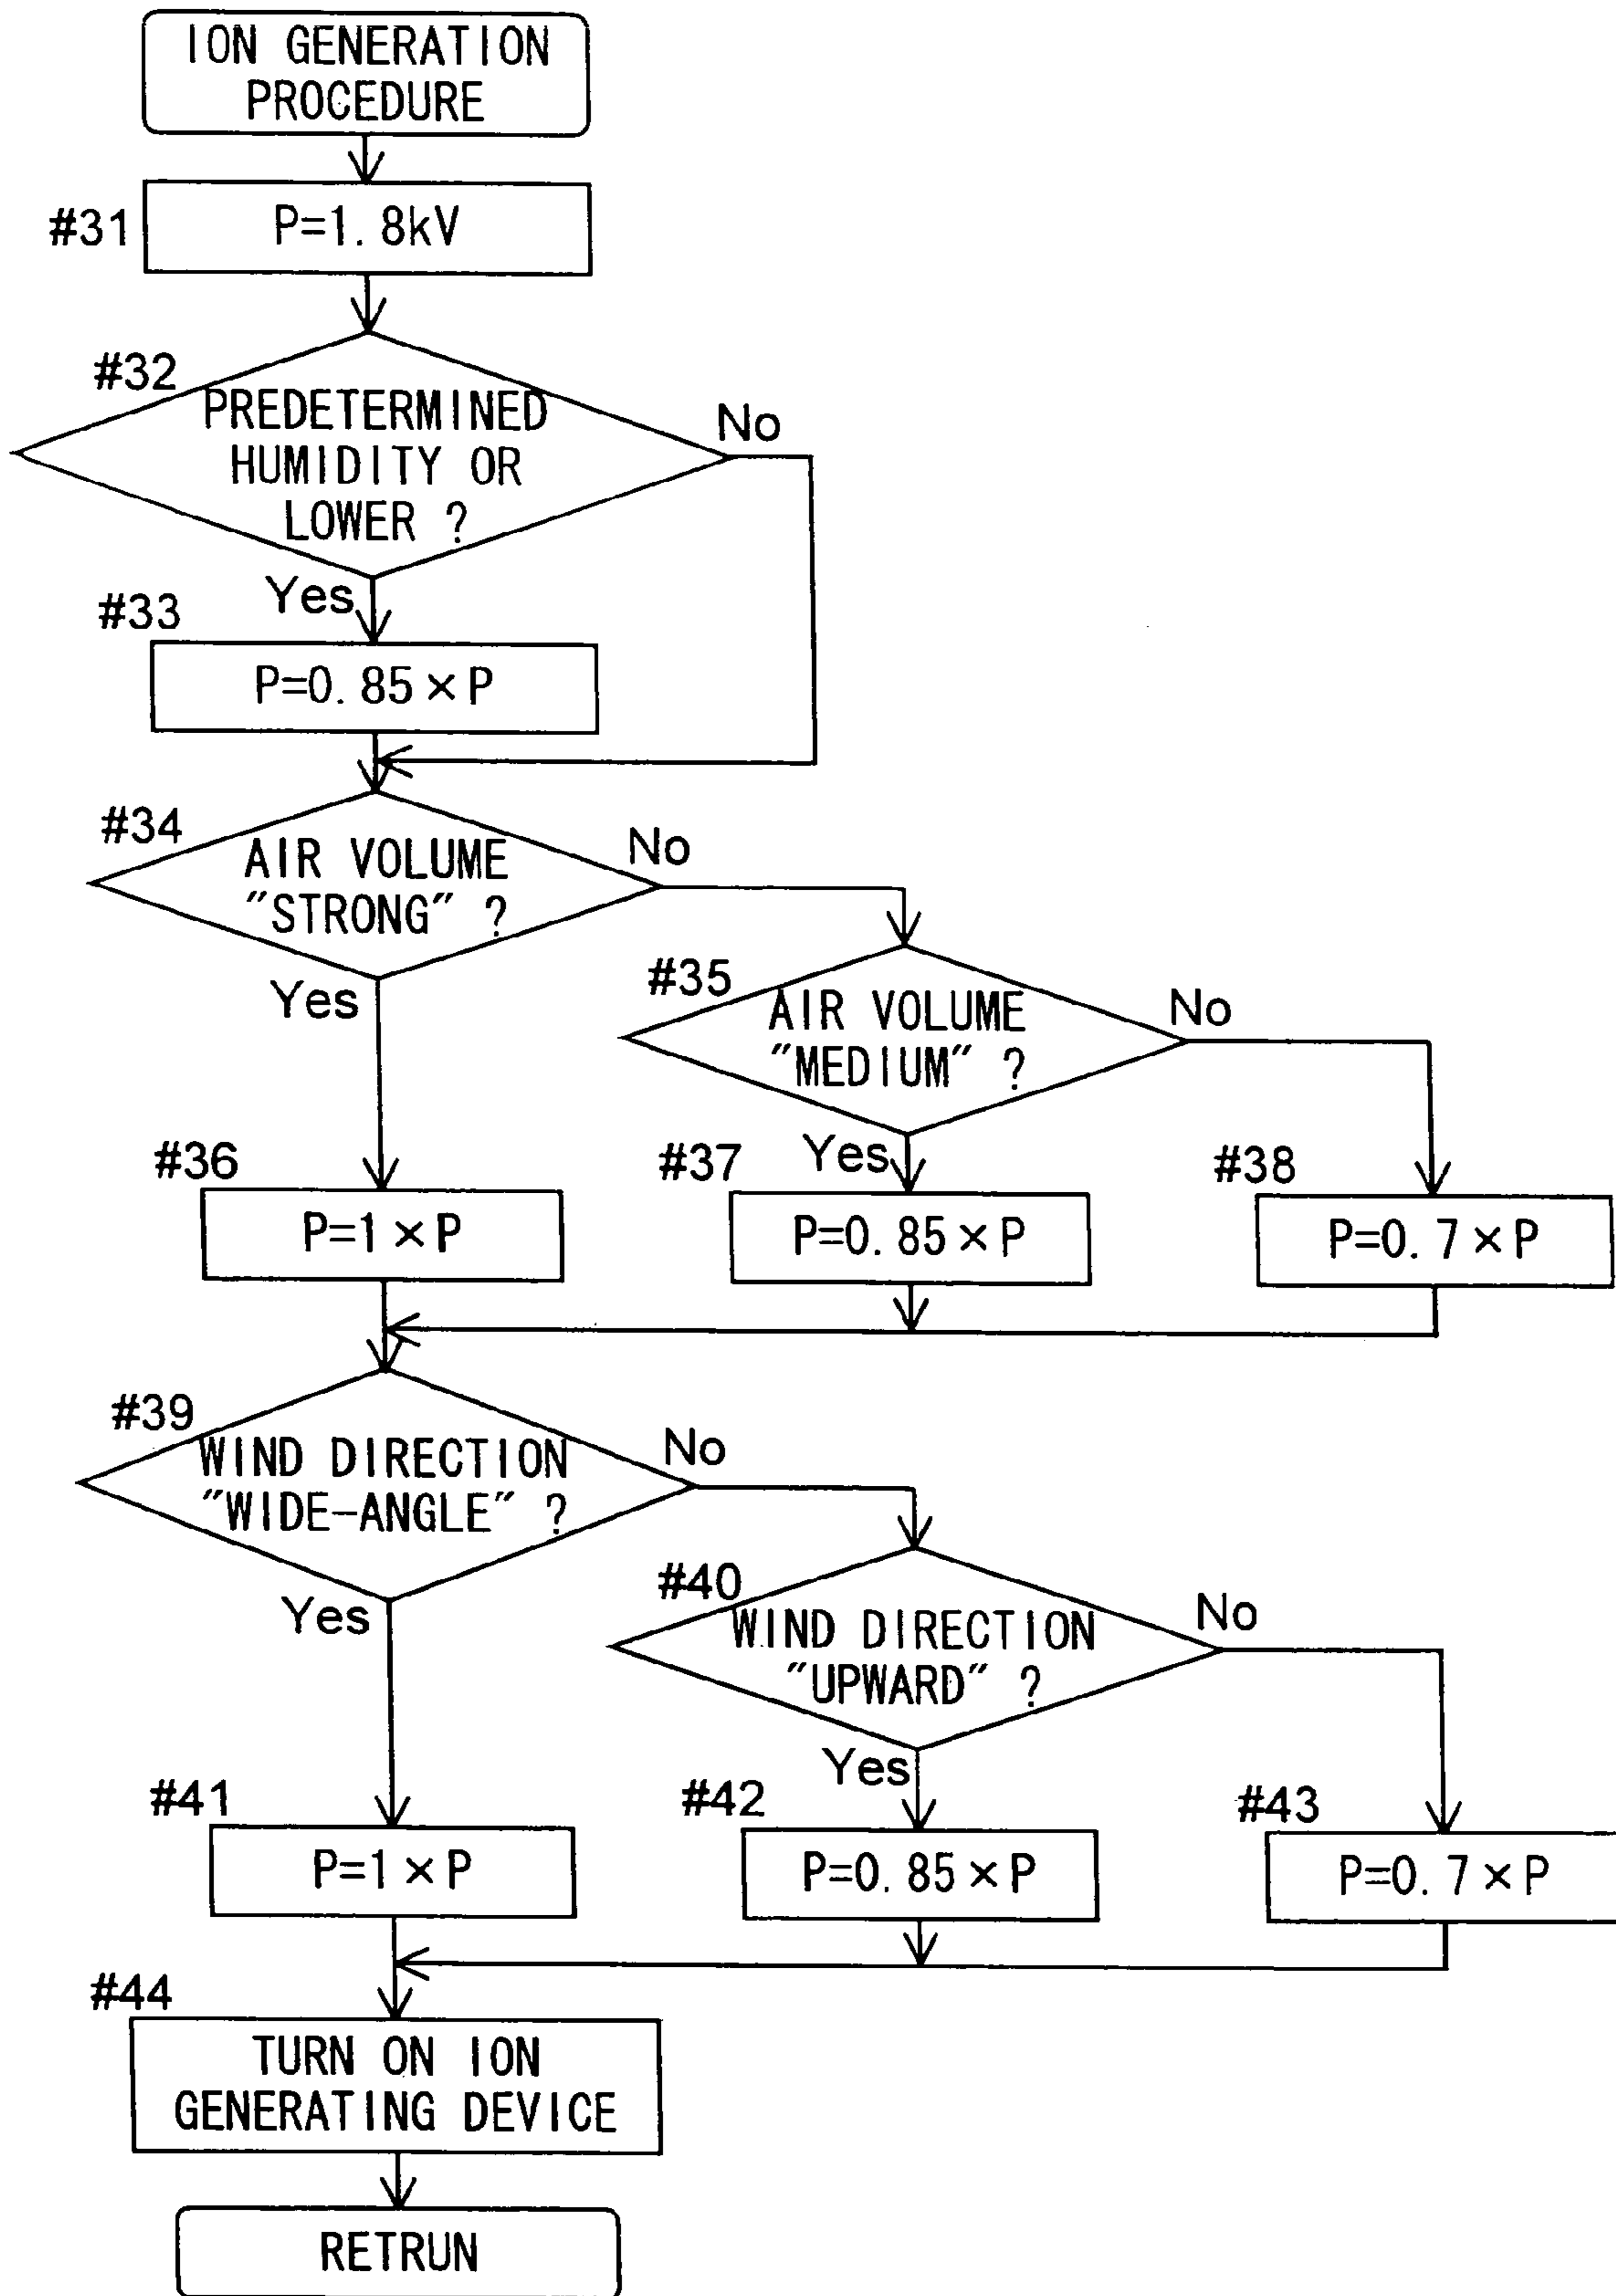 ION GENERATION
PROCEDURE
#31
P=1.8kV
#32
PREDETERMINED
HUMIDITY OR
LOWER ?
No
Yes
#33
P=0.85×P
#34
AIR VOLUME
"STRONG" ?
No
Yes
#35
AIR VOLUME
"MEDIUM" ?
No
Yes
#36
P=1×P
#37
P=0.85×P
#38
P=0.7×P
#39
WIND DIRECTION
"WIDE-ANGLE" ?
No
Yes
#40
WIND DIRECTION
"UPWARD" ?
No
Yes
#41
P=1×P
#42
P=0.85×P
#43
P=0.7×P
#44
TURN ON ION
GENERATING DEVICE
RETRUN